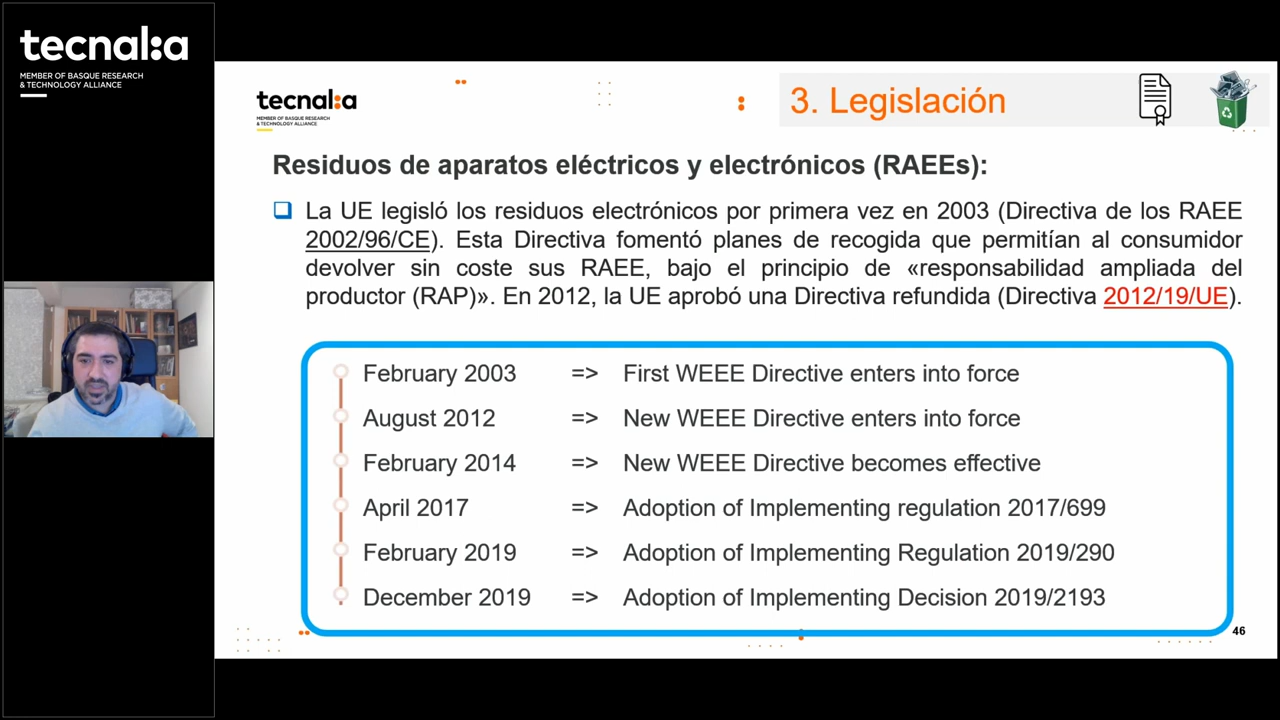 tecnal:a
MEMBER OF BASQUE RESEARCH
& TECHNOLOGY ALLIANCE
tecnal:a
MEMBER OF BASQUE RESEARCH
& TECHNOLOGY ALLIANCE
3. Legislación
Residuos de aparatos eléctricos y electrónicos (RAEEs):
La UE legisló los residuos electrónicos por primera vez en 2003 (Directiva de los RAEE
2002/96/CE). Esta Directiva fomentó planes de recogida que permitían al consumidor
devolver sin coste sus RAEE, bajo el principio de «responsabilidad ampliada del
productor (RAP)». En 2012, la UE aprobó una Directiva refundida (Directiva 2012/19/UE).
February 2003 => First WEEE Directive enters into force
August 2012 => New WEEE Directive enters into force
February 2014 => New WEEE Directive becomes effective
April 2017 => Adoption of Implementing regulation 2017/699
February 2019 => Adoption of Implementing Regulation 2019/290
December 2019 => Adoption of Implementing Decision 2019/2193
46